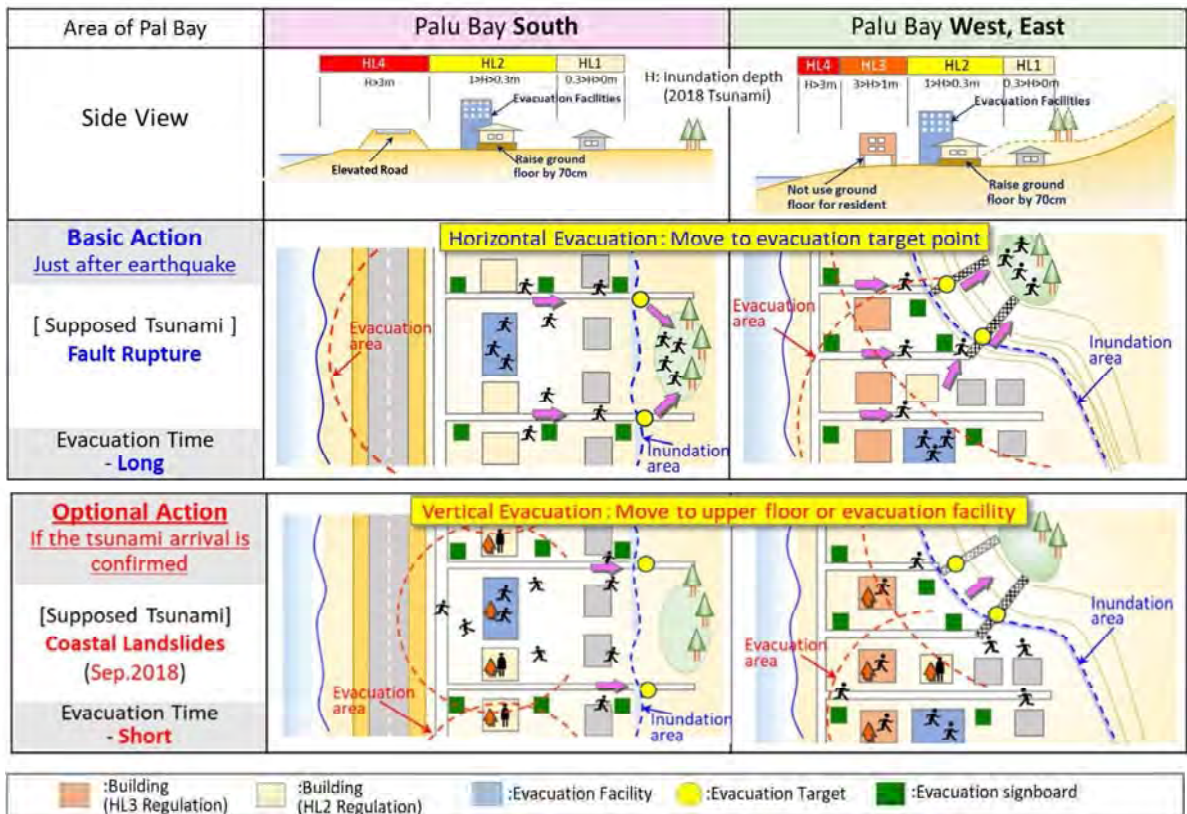 Area of Pal Bay
Palu Bay South
Palu Bay West, East
Side View
HL4
HL2
HL1
H>3m
1>H>0.3m
0.3>H>0m
Evacuation Facilities
Elevated Road
Raise ground
floor by 70cm
H: Inundation depth
(2018 Tsunami)
HL4
HL3
HL2
HL1
H>3m
3>H>1m
1>H>0.3m
0.3>H>0m
Evacuation Facilities
Not use ground
floor for resident
Raise ground
floor by 70cm
Basic Action
Just after earthquake
[ Supposed Tsunami ]
Fault Rupture
Evacuation Time
- Long
Horizontal Evacuation: Move to evacuation target point
Evacuation
area
Inundation
area
Evacuation
area
Inundation
area
Optional Action
If the tsunami arrival is
confirmed
[Supposed Tsunami]
Coastal Landslides
(Sep.2018)
Evacuation Time
- Short
Vertical Evacuation: Move to upper floor or evacuation facility
Evacuation
area
Inundation
area
Evacuation
area
Inundation
area
:Building
(HL3 Regulation)
:Building
(HL2 Regulation)
:Evacuation Facility
:Evacuation Target
:Evacuation signboard